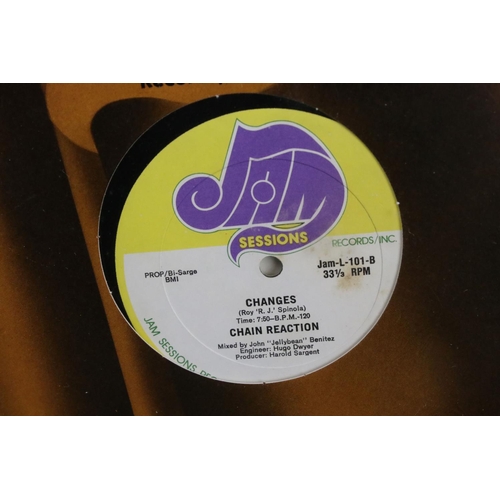 JAM
SESSIONS
RECORDS/INC.
PROP/Bi-Sarge
BMI
Jam-L-101-B
33⅓ RPM
CHANGES
(Roy 'R. J.' Spinola)
Time: 7:50-B.P.M.-120
CHAIN REACTION
Mixed by John "Jellybean" Benitez
Engineer: Hugo Dwyer
Producer: Harold Sargent
JAM SESSIONS